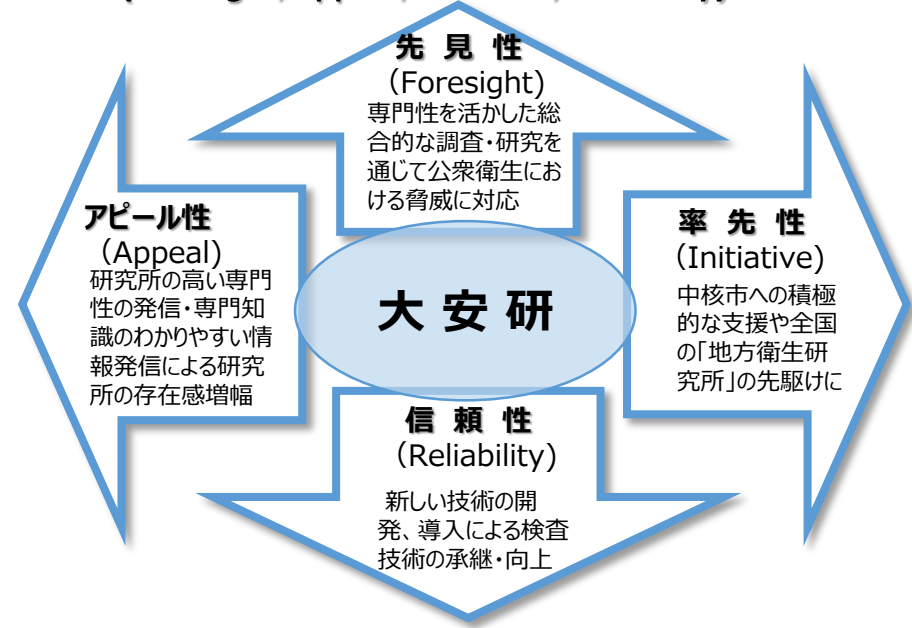 先 見 性
(Foresight)
専門性を活かした総
合的な調査・研究を
通じて公衆衛生にお
ける脅威に対応
アピール性
(Appeal)
研究所の高い専門
性の発信・専門知
識のわかりやすい情
報発信による研究
所の存在感増幅
大 安 研
率 先 性
(Initiative)
中核市への積極
的な支援や全国
の「地方衛生研
究所」の先駆けに
信 頼 性
(Reliability)
新しい技術の開
発、導入による検査
技術の承継・向上